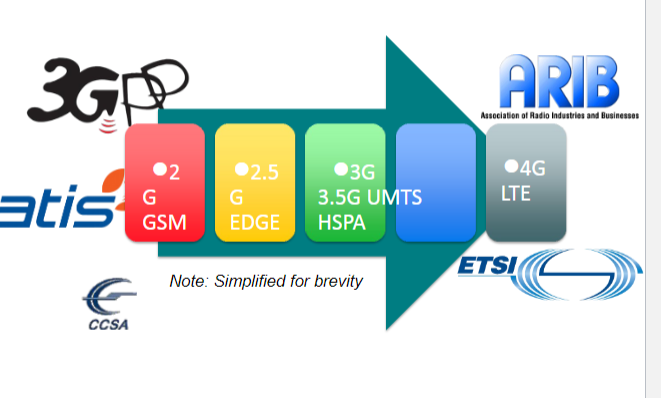 3GPP
ARIB
Association of Radio Industries and Businesses
atis
•2
G
GSM
•2.5
G
EDGE
•3G
3.5G UMTS
HSPA
•4G
LTE
ETSI
Note: Simplified for brevity
CCSA